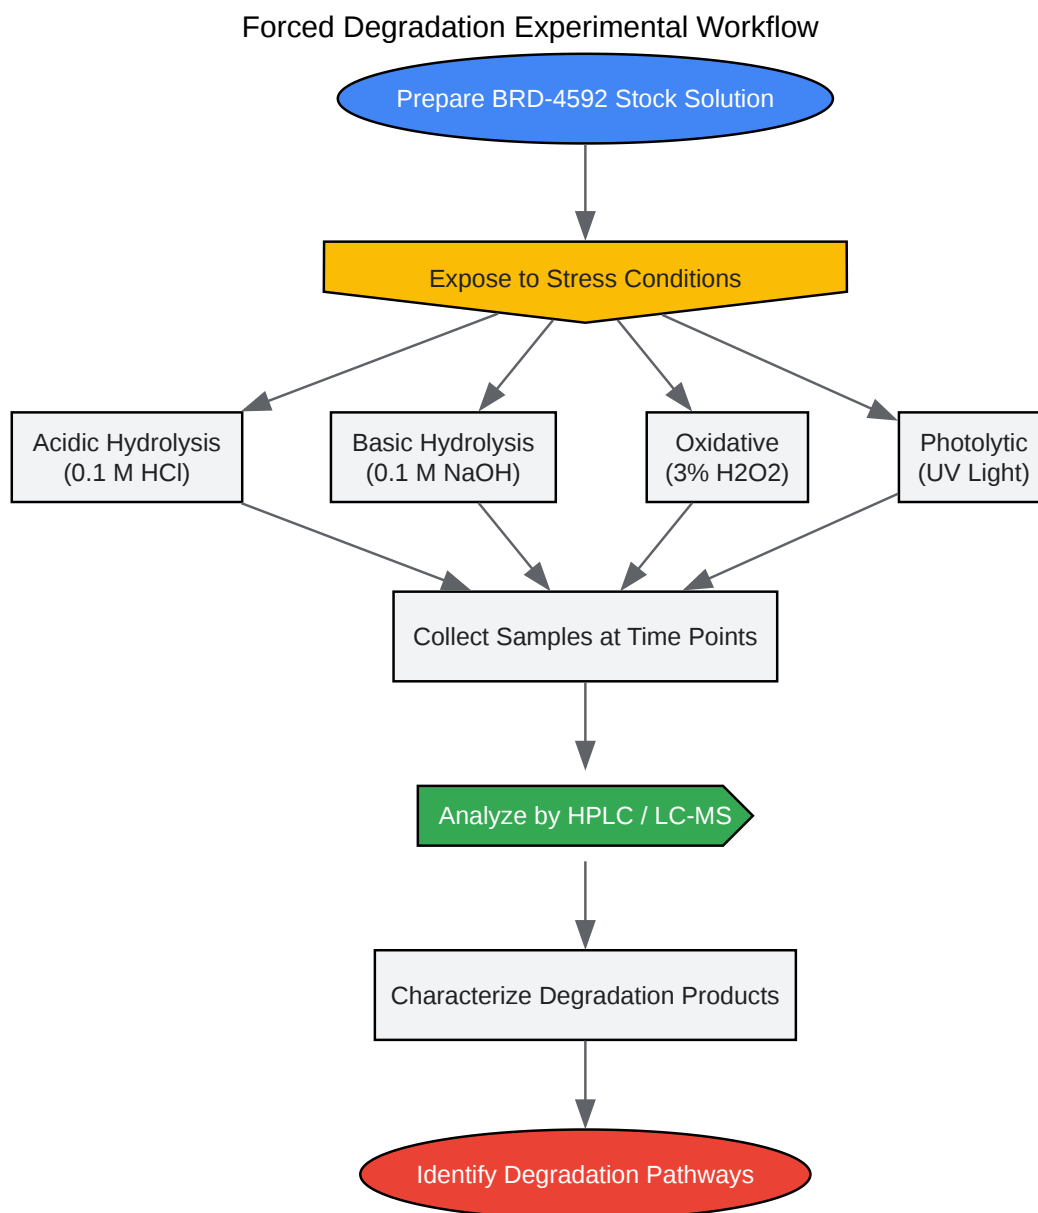 Forced Degradation Experimental Workflow
Prepare BRD-4592 Stock Solution
Expose to Stress Conditions
Acidic Hydrolysis
(0.1 M HCl)
Basic Hydrolysis
(0.1 M NaOH)
Oxidative
(3% H2O2)
Photolytic
(UV Light)
Collect Samples at Time Points
Analyze by HPLC / LC-MS
Characterize Degradation Products
Identify Degradation Pathways